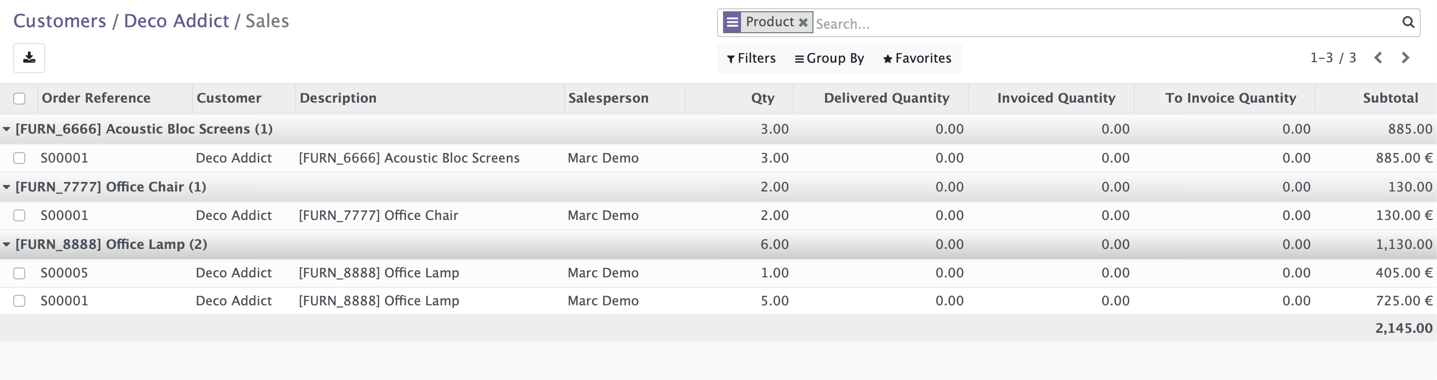 Customers / Deco Addict / Sales
Product Search...
Filters Group By Favorites 1-3 / 3
Order Reference Customer Description Salesperson Qty Delivered Quantity Invoiced Quantity To Invoice Quantity Subtotal
[FURN_6666] Acoustic Bloc Screens (1) 3.00 0.00 0.00 0.00 885.00
S00001 Deco Addict [FURN_6666] Acoustic Bloc Screens Marc Demo 3.00 0.00 0.00 0.00 885.00 €
[FURN_7777] Office Chair (1) 2.00 0.00 0.00 0.00 130.00
S00001 Deco Addict [FURN_7777] Office Chair Marc Demo 2.00 0.00 0.00 0.00 130.00 €
[FURN_8888] Office Lamp (2) 6.00 0.00 0.00 0.00 1,130.00
S00005 Deco Addict [FURN_8888] Office Lamp Marc Demo 1.00 0.00 0.00 0.00 405.00 €
S00001 Deco Addict [FURN_8888] Office Lamp Marc Demo 5.00 0.00 0.00 0.00 725.00 €
2,145.00